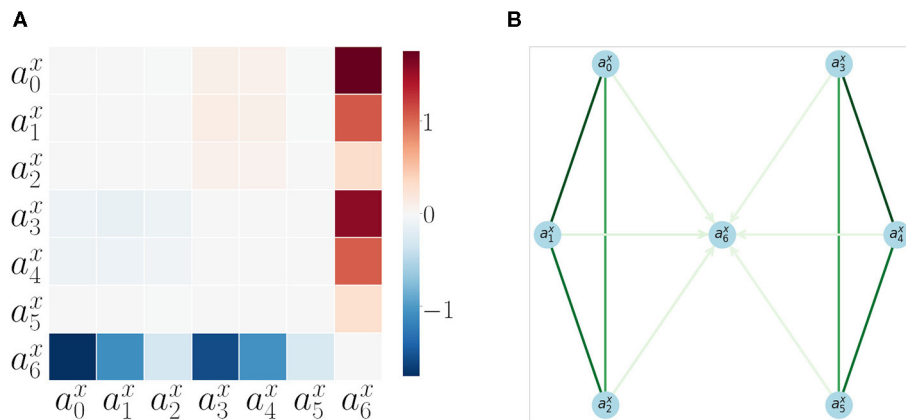 A
B
a_0^x
a_1^x
a_2^x
a_3^x
a_4^x
a_5^x
a_6^x
a_0^x a_1^x a_2^x a_3^x a_4^x a_5^x a_6^x
1
0
−1
a_0^x a_3^x
a_1^x a_6^x a_4^x
a_2^x a_5^x